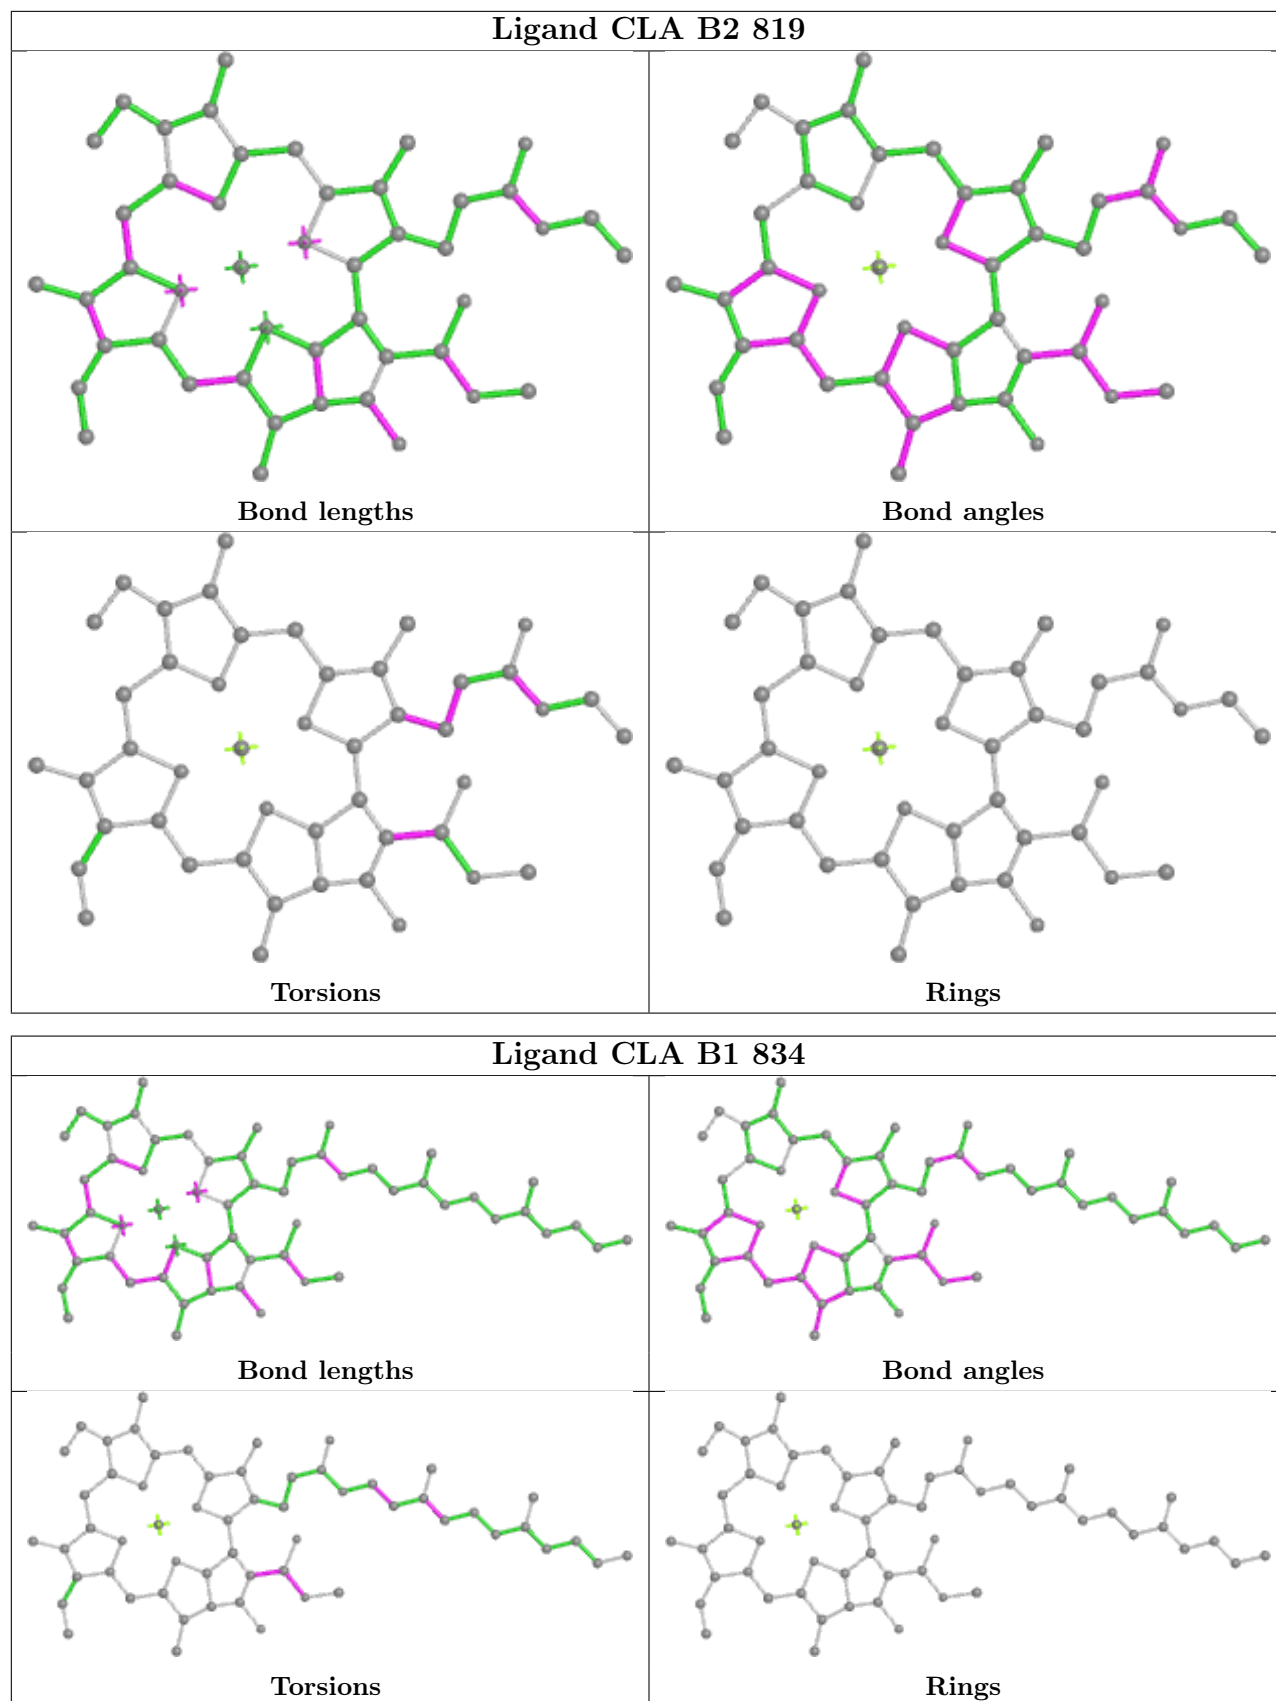 Ligand CLA B2 819
Bond lengths
Bond angles
Torsions
Rings
Ligand CLA B1 834
Bond lengths
Bond angles
Torsions
Rings